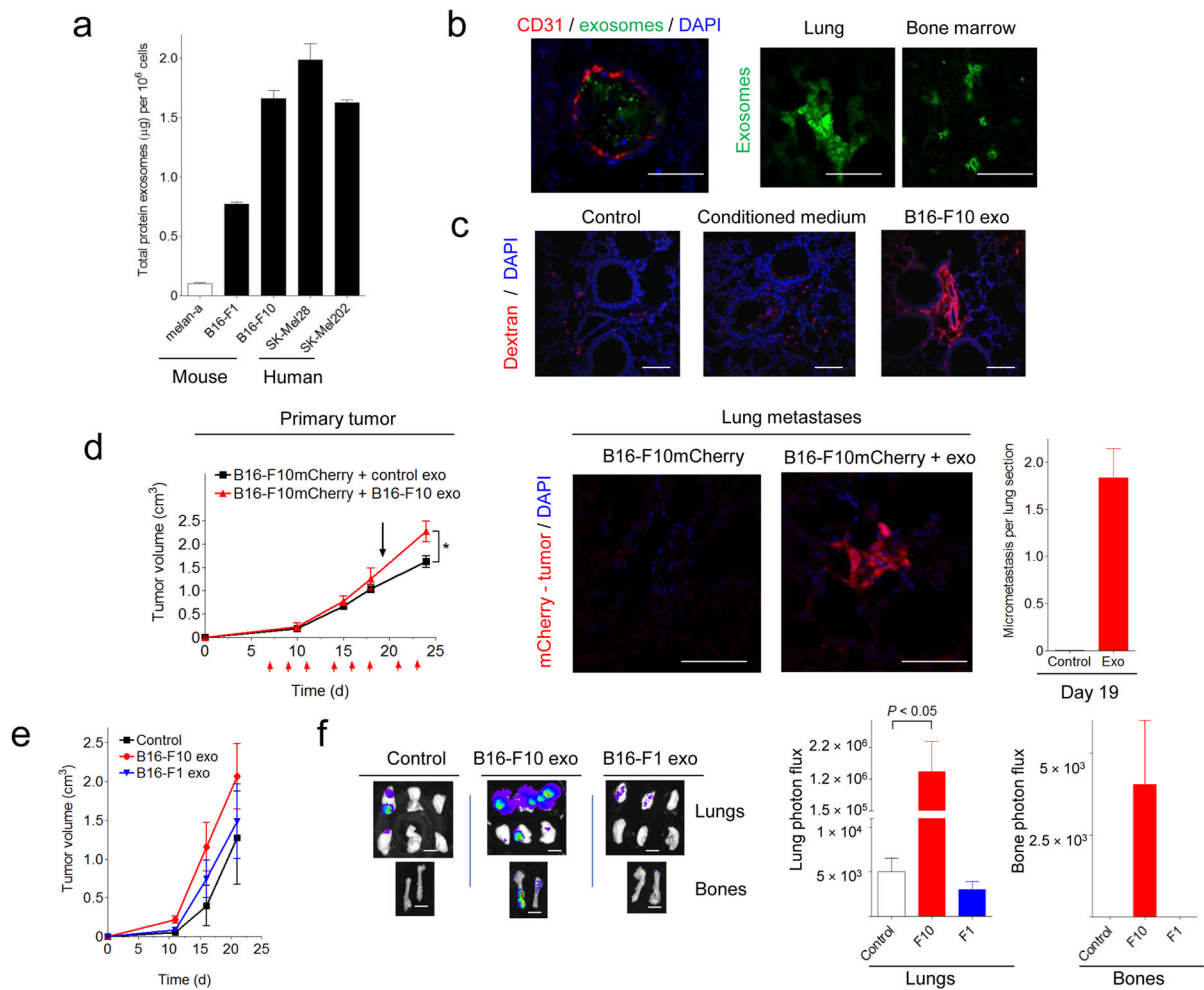 a
Total protein exosomes (µg) per 10⁶ cells
2.0
1.5
1.0
0.5
0
melan-a
B16-F1
B16-F10
SK-Mel28
SK-Mel202
Mouse
Human
b
CD31 / exosomes / DAPI
Lung
Bone marrow
Exosomes
c
Control
Conditioned medium
B16-F10 exo
Dextran / DAPI
d
Primary tumor
B16-F10mCherry + control exo
B16-F10mCherry + B16-F10 exo
Tumor volume (cm³)
2.5
2.0
1.5
1.0
0.5
0
*
0
5
10
15
20
25
Time (d)
Lung metastases
B16-F10mCherry
B16-F10mCherry + exo
mCherry - tumor / DAPI
Micrometastasis per lung section
2.0
1.5
1.0
0.5
0
Control
Exo
Day 19
e
Control
B16-F10 exo
B16-F1 exo
Tumor volume (cm³)
2.5
2.0
1.5
1.0
0.5
0
0
5
10
15
20
25
Time (d)
f
Control
B16-F10 exo
B16-F1 exo
Lungs
Bones
P < 0.05
Lung photon flux
2.2 × 10⁶
1.2 × 10⁶
1.5 × 10⁵
1 × 10⁴
5 × 10³
Control
F10
F1
Lungs
Bone photon flux
5 × 10³
2.5 × 10³
Control
F10
F1
Bones